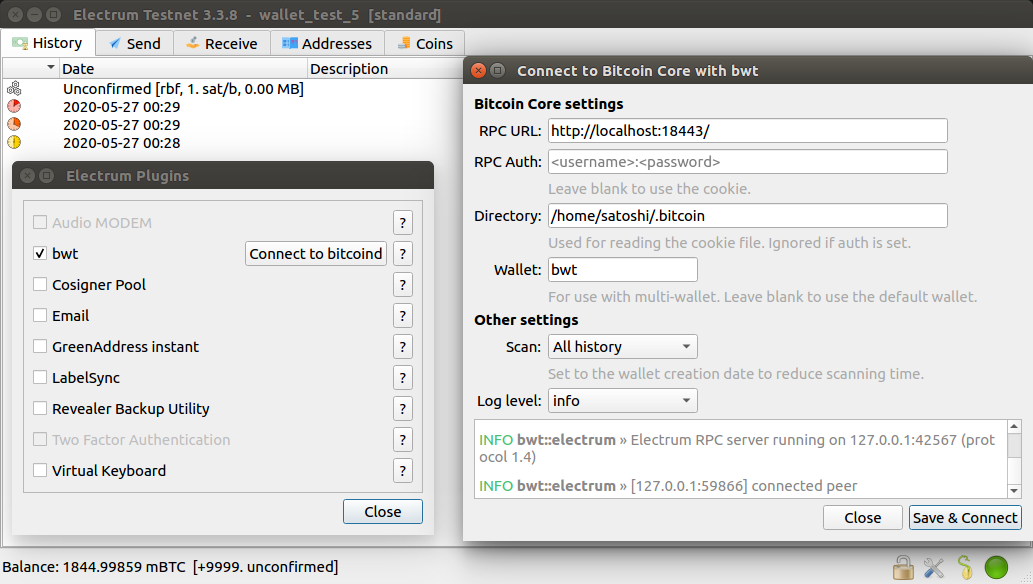 Electrum Testnet 3.3.8 - wallet_test_5 [standard]
History Send Receive Addresses Coins
Date Description
Unconfirmed [rbf, 1. sat/b, 0.00 MB]
2020-05-27 00:29
2020-05-27 00:29
2020-05-27 00:28
Electrum Plugins
Audio MODEM ?
bwt Connect to bitcoind ?
Cosigner Pool ?
Email ?
GreenAddress instant ?
LabelSync ?
Revealer Backup Utility ?
Two Factor Authentication ?
Virtual Keyboard ?
Close
Connect to Bitcoin Core with bwt
Bitcoin Core settings
RPC URL: http://localhost:18443/
RPC Auth: <username>:<password>
Leave blank to use the cookie.
Directory: /home/satoshi/.bitcoin
Used for reading the cookie file. Ignored if auth is set.
Wallet: bwt
For use with multi-wallet. Leave blank to use the default wallet.
Other settings
Scan: All history
Set to the wallet creation date to reduce scanning time.
Log level: info
INFO bwt::electrum » Electrum RPC server running on 127.0.0.1:42567 (prot
ocol 1.4)
INFO bwt::electrum » [127.0.0.1:59866] connected peer
Close Save & Connect
Balance: 1844.99859 mBTC [+9999. unconfirmed]